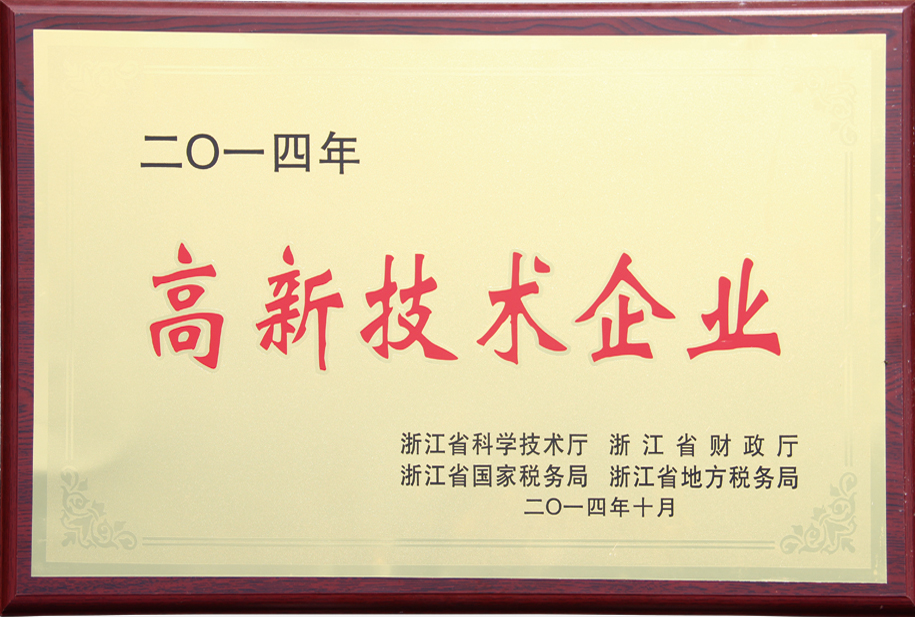 二〇一四年
高新技术企业
浙江省科学技术厅 浙江省财政厅
浙江省国家税务局 浙江省地方税务局
二〇一四年十月